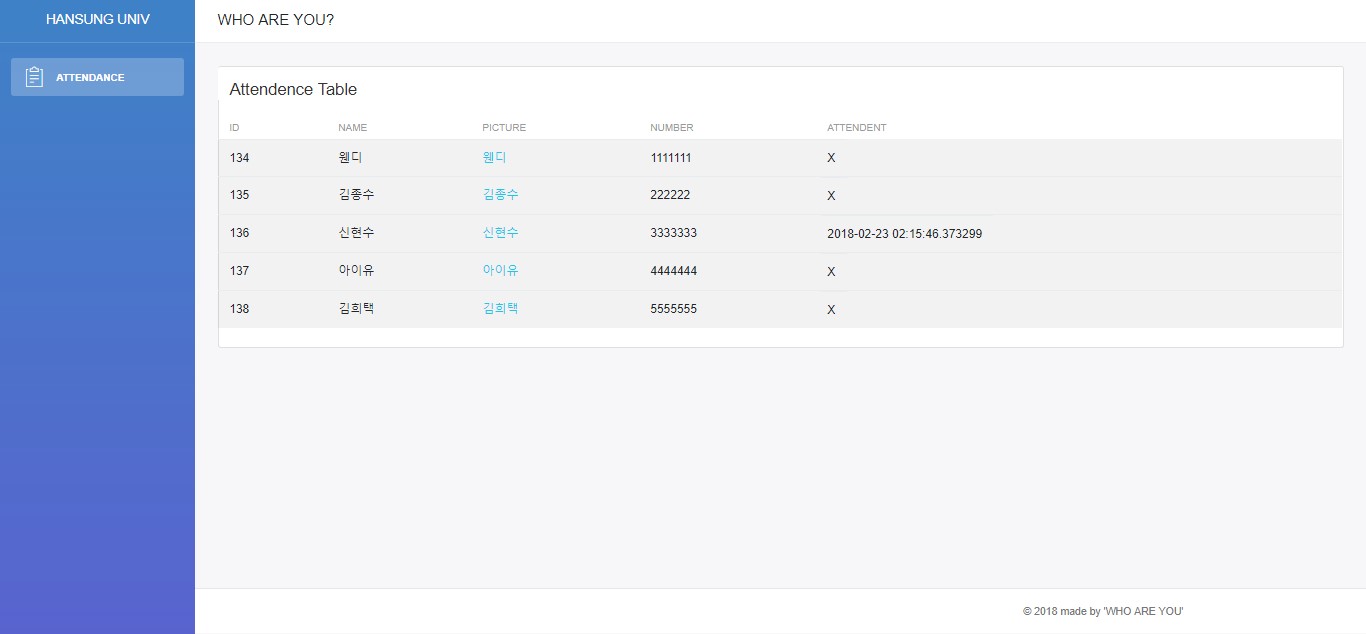 HANSUNG UNIV
WHO ARE YOU?
ATTENDANCE
Attendence Table
ID NAME PICTURE NUMBER ATTENDENT
134 웬디 웬디 1111111 X
135 김종수 김종수 222222 X
136 신현수 신현수 3333333 2018-02-23 02:15:46.373299
137 아이유 아이유 4444444 X
138 김희택 김희택 5555555 X
© 2018 made by 'WHO ARE YOU'